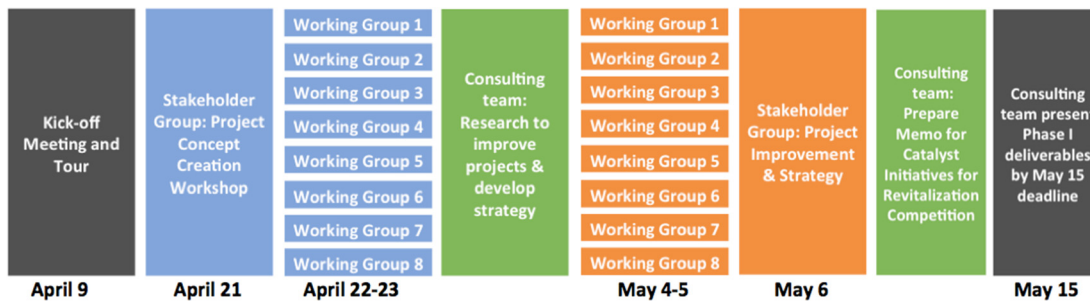 Kick-off
Meeting and
Tour
Stakeholder
Group: Project
Concept
Creation
Workshop
Working Group 1
Working Group 2
Working Group 3
Working Group 4
Working Group 5
Working Group 6
Working Group 7
Working Group 8
Consulting
team:
Research to
improve
projects &
develop
strategy
Working Group 1
Working Group 2
Working Group 3
Working Group 4
Working Group 5
Working Group 6
Working Group 7
Working Group 8
Stakeholder
Group: Project
Improvement
& Strategy
Consulting
team:
Prepare
Memo for
Catalyst
Initiatives for
Revitalization
Competition
Consulting
team present
Phase I
deliverables
by May 15
deadline
April 9
April 21
April 22-23
May 4-5
May 6
May 15